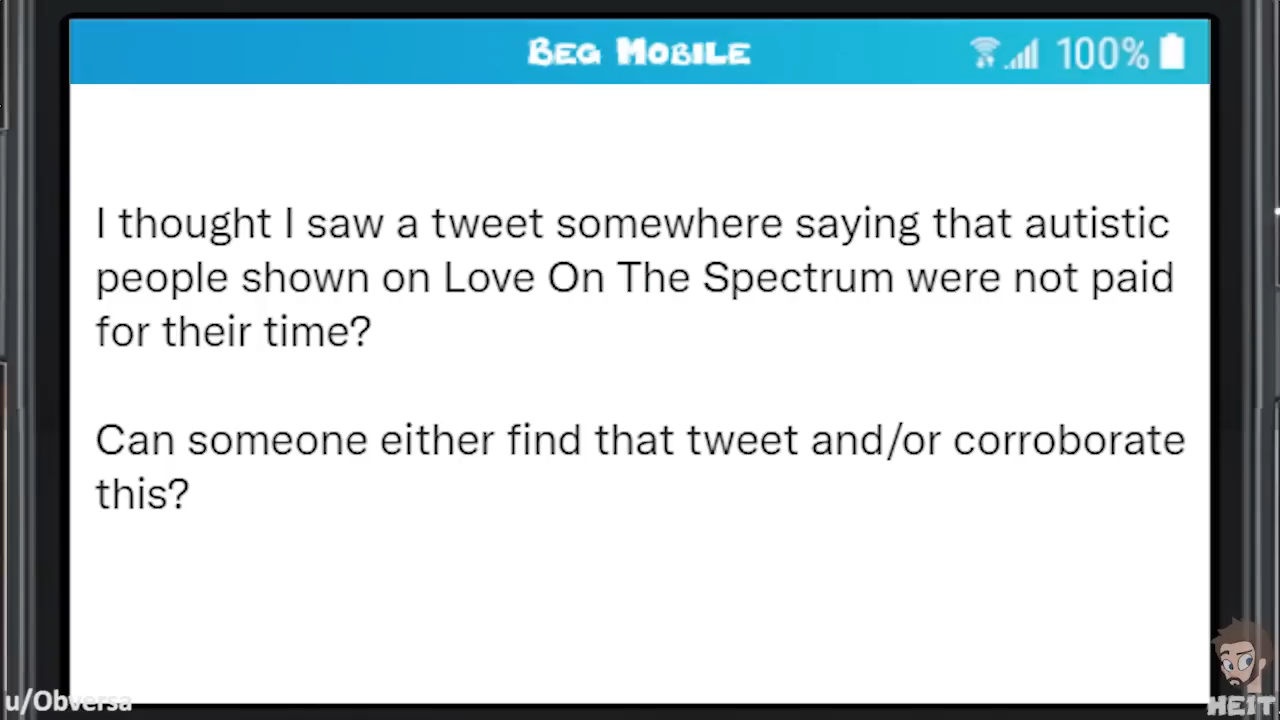 Beg Mobile
100%
I thought I saw a tweet somewhere saying that autistic
people shown on Love On The Spectrum were not paid
for their time?
Can someone either find that tweet and/or corroborate
this?
u/Obversa
HEIT